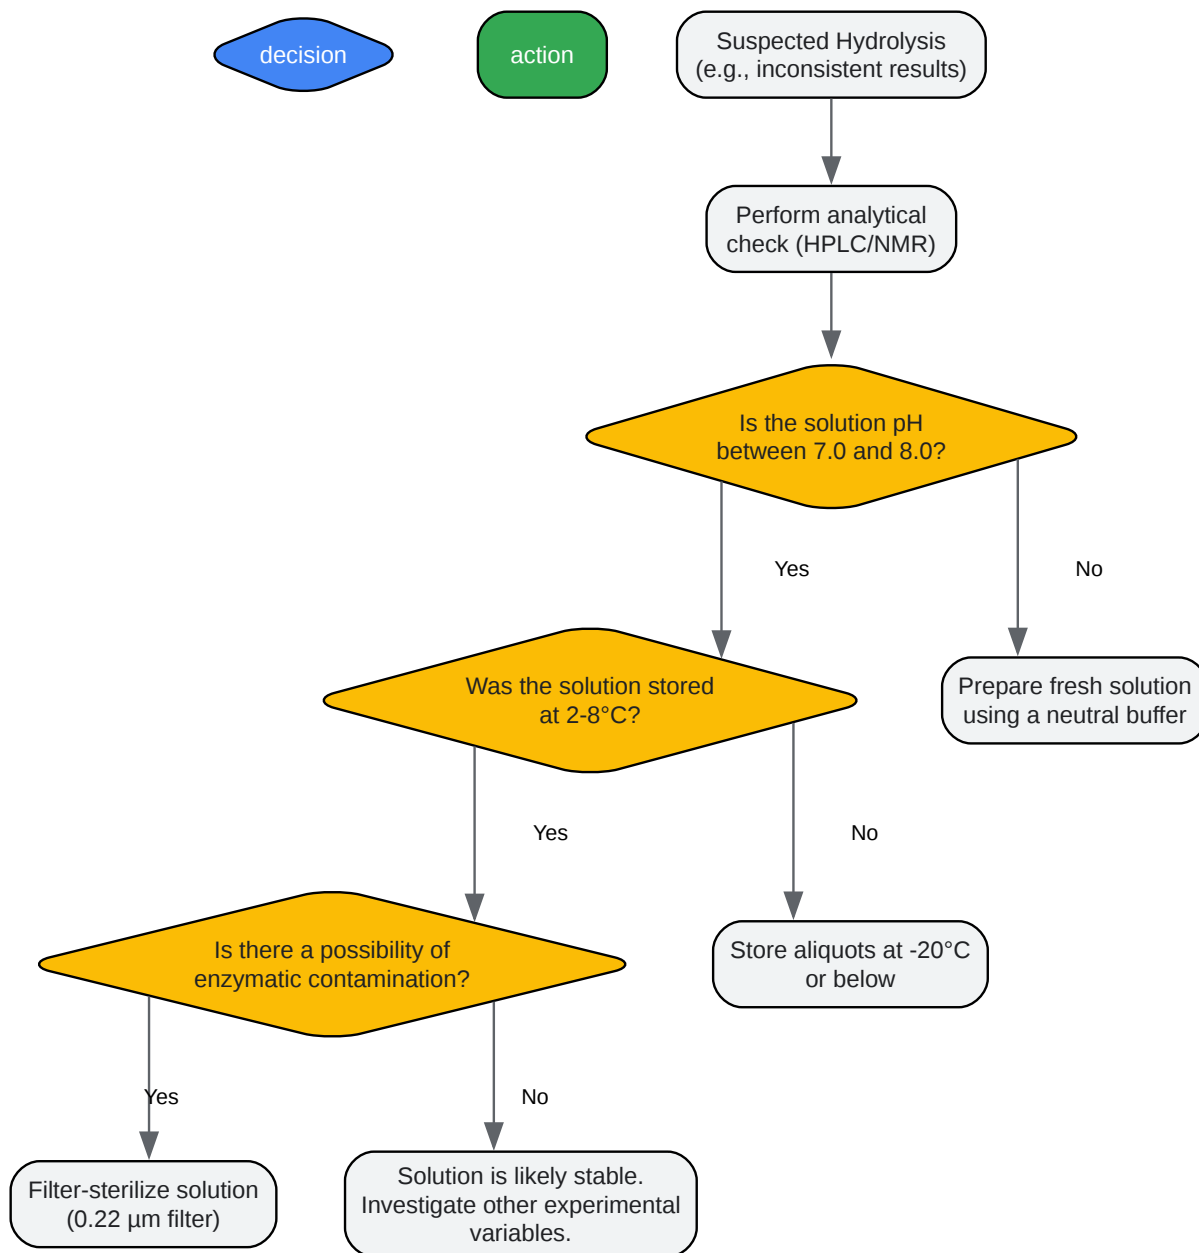 decision
action
Suspected Hydrolysis
(e.g., inconsistent results)
Perform analytical
check (HPLC/NMR)
Is the solution pH
between 7.0 and 8.0?
Yes
No
Was the solution stored
at 2-8°C?
Prepare fresh solution
using a neutral buffer
Yes
No
Is there a possibility of
enzymatic contamination?
Store aliquots at -20°C
or below
Yes
No
Filter-sterilize solution
(0.22 µm filter)
Solution is likely stable.
Investigate other experimental
variables.